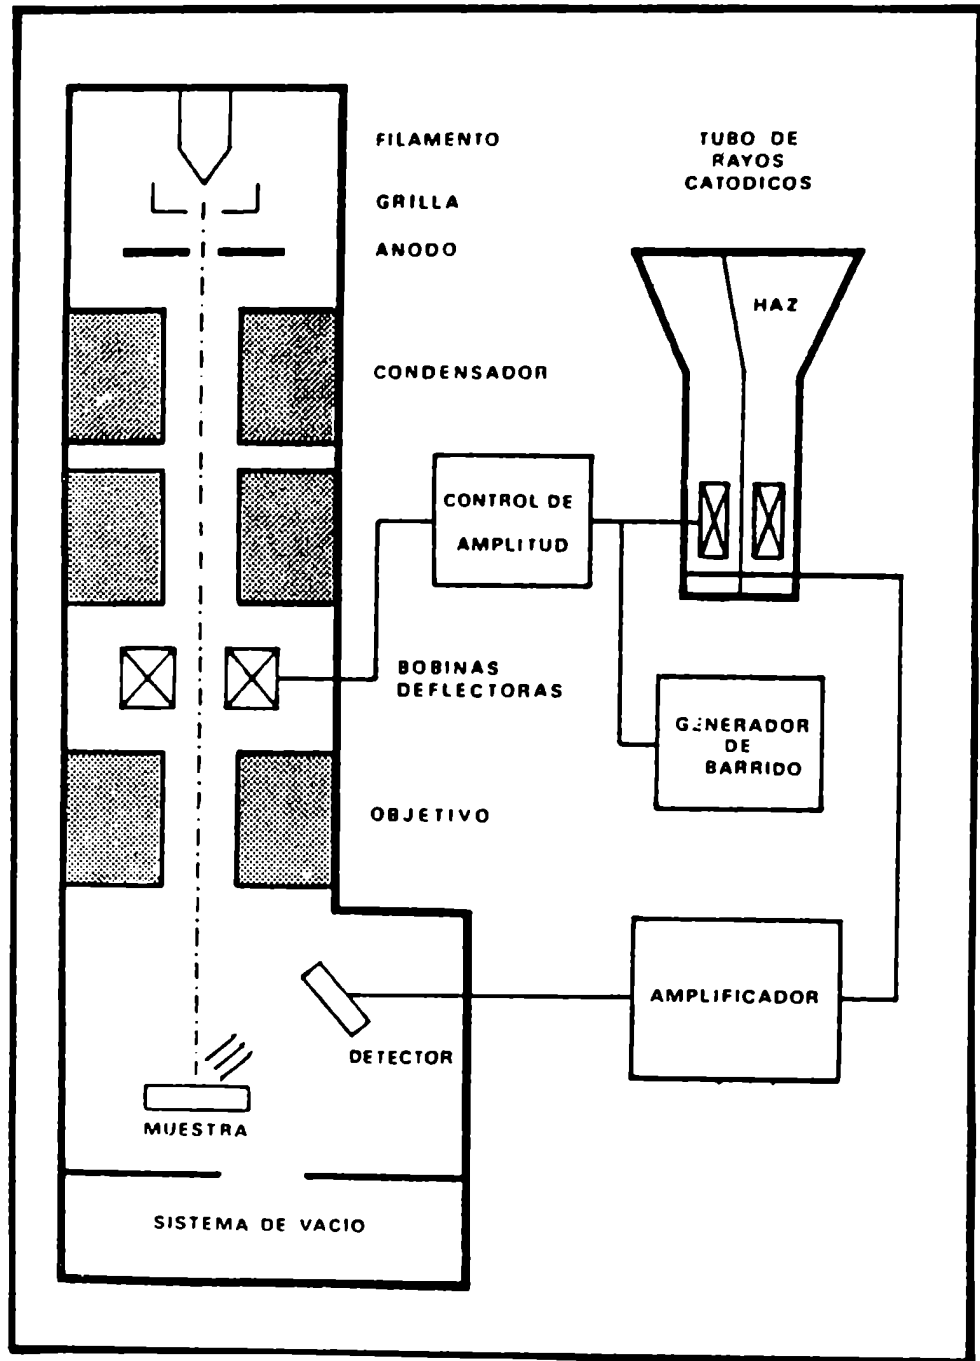 FILAMENTO
GRILLA
ANODO
CONDENSADOR
BOBINAS
DEFLECTORAS
OBJETIVO
DETECTOR
MUESTRA
SISTEMA DE VACIO
CONTROL DE
AMPLITUD
TUBO DE
RAYOS
CATODICOS
HAZ
GENERADOR
DE
BARRIDO
AMPLIFICADOR